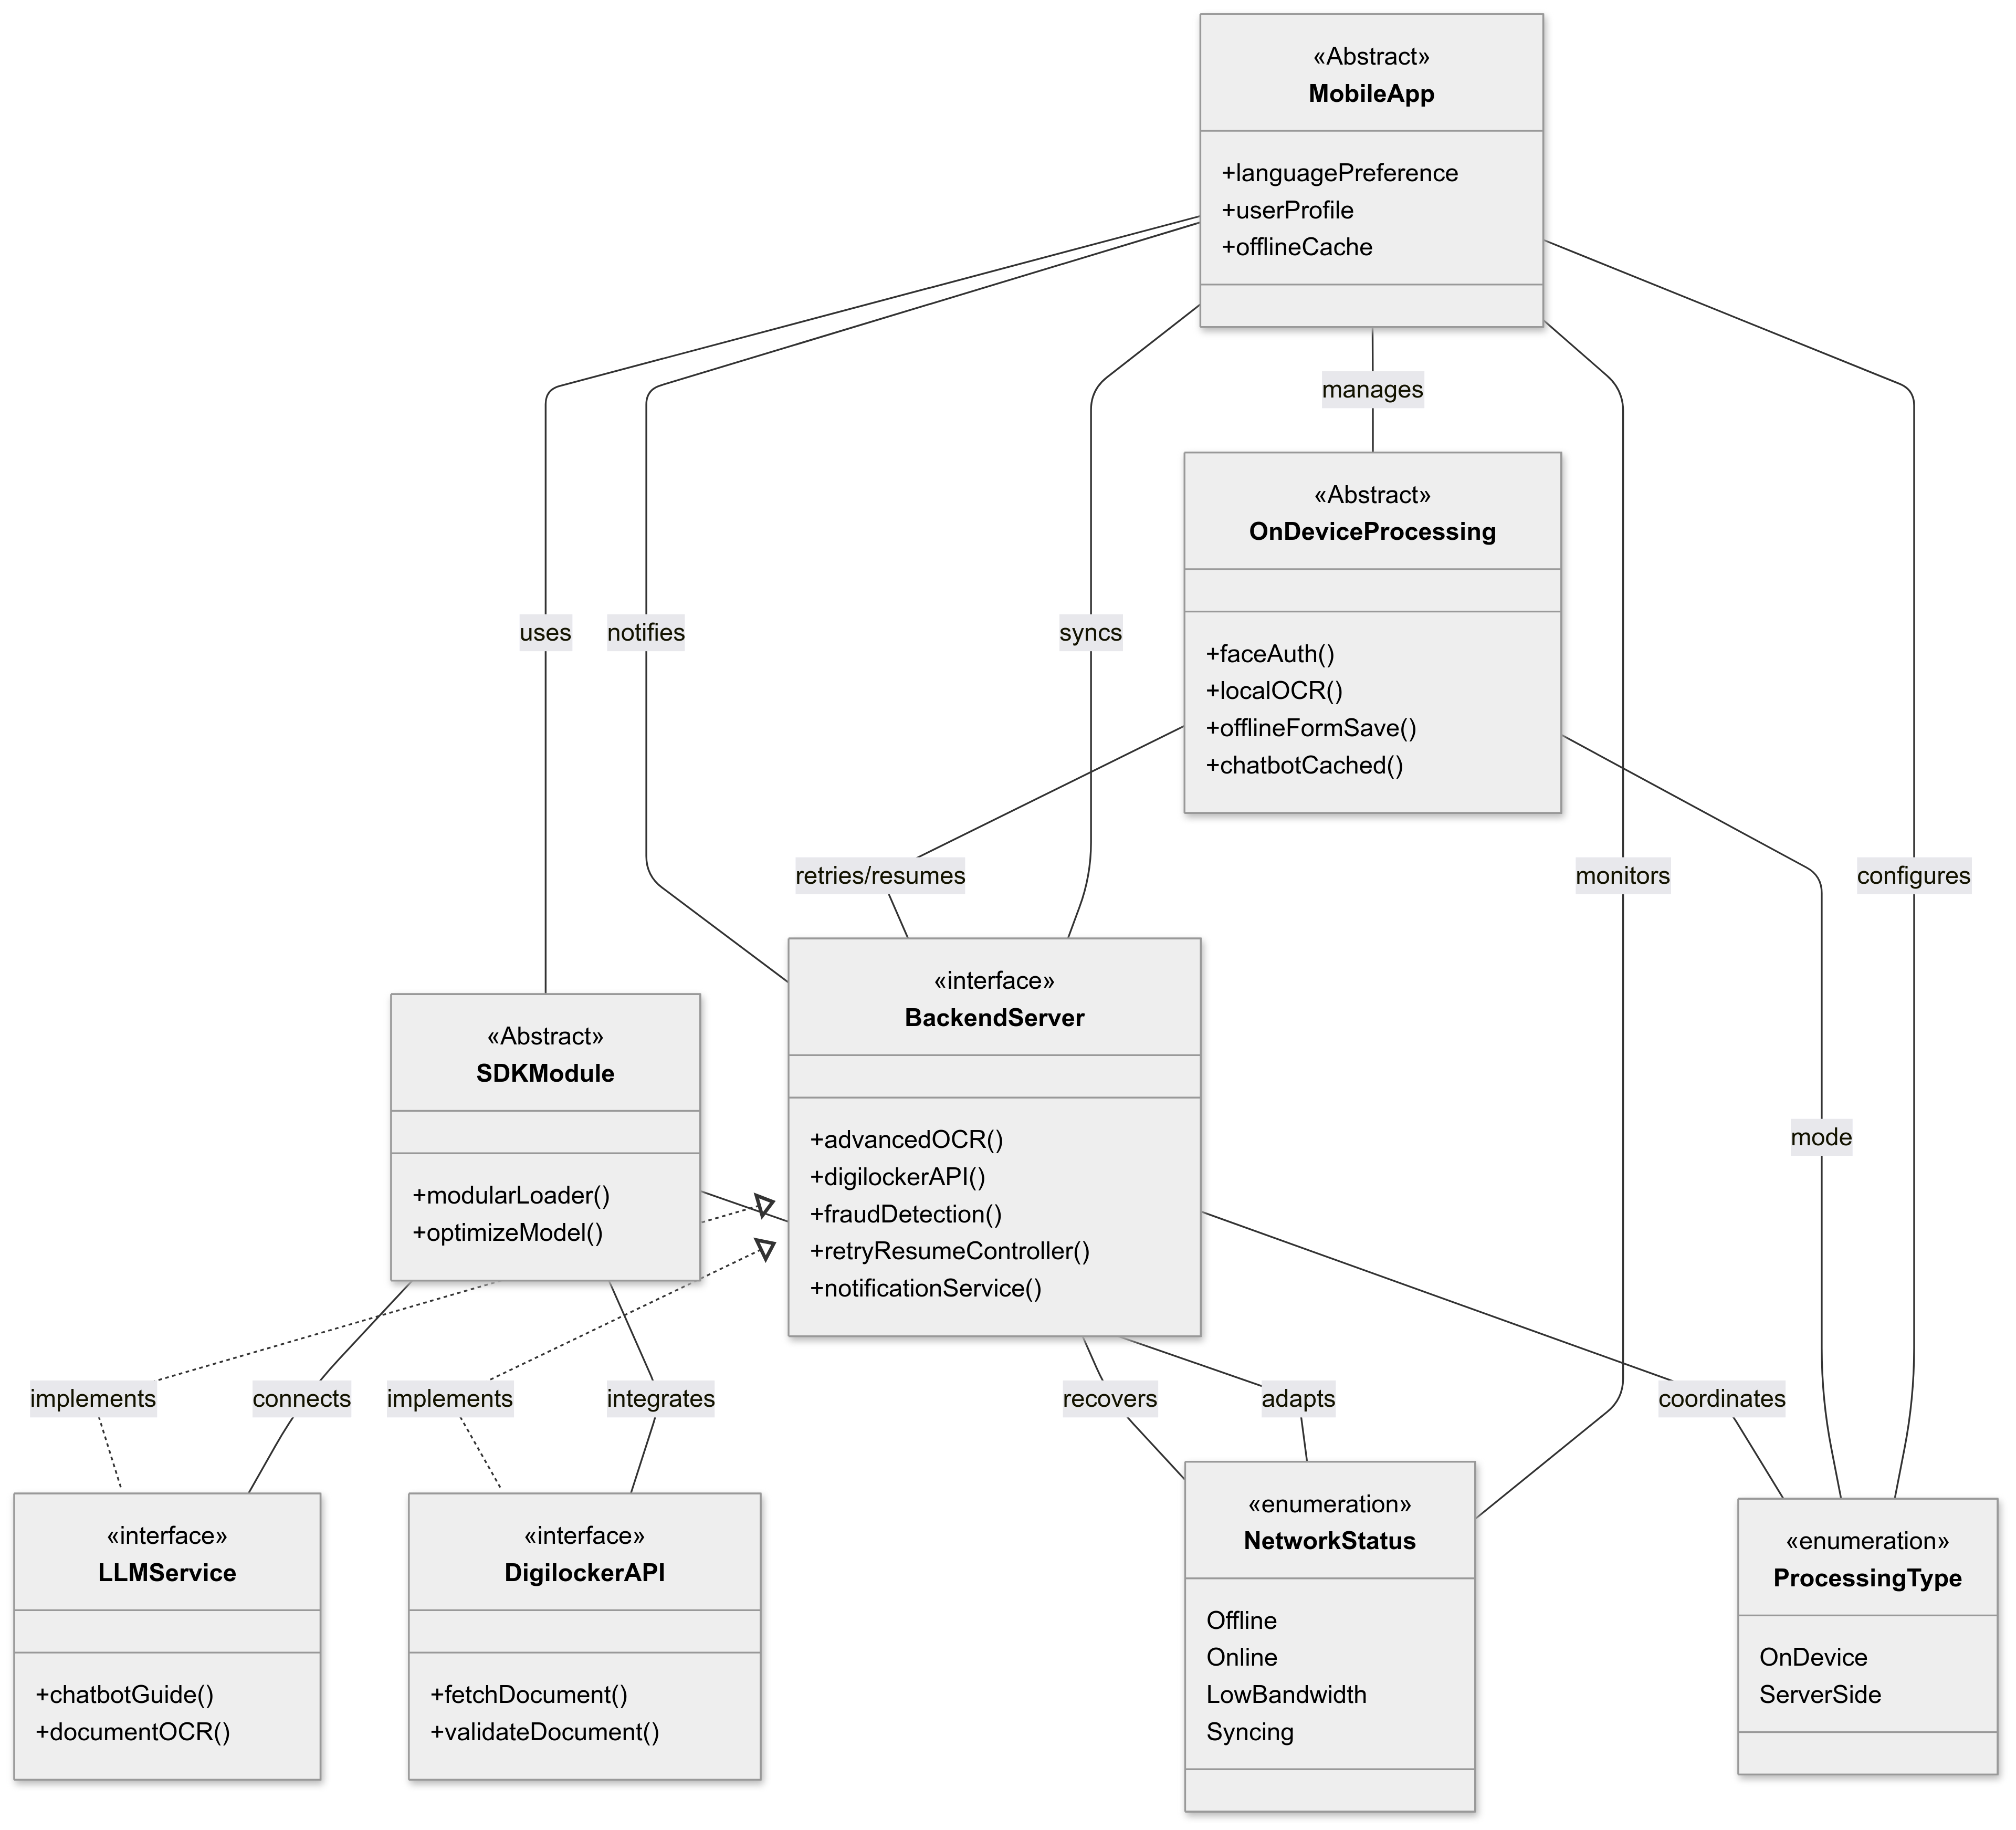 «Abstract»
MobileApp
+languagePreference
+userProfile
+offlineCache
manages
«Abstract»
OnDeviceProcessing
+faceAuth()
+localOCR()
+offlineFormSave()
+chatbotCached()
uses
notifies
syncs
retries/resumes
monitors
configures
«interface»
BackendServer
+advancedOCR()
+digilockerAPI()
+fraudDetection()
+retryResumeController()
+notificationService()
«Abstract»
SDKModule
+modularLoader()
+optimizeModel()
mode
implements
connects
implements
integrates
recovers
adapts
coordinates
«interface»
LLMService
+chatbotGuide()
+documentOCR()
«interface»
DigilockerAPI
+fetchDocument()
+validateDocument()
«enumeration»
NetworkStatus
Offline
Online
LowBandwidth
Syncing
«enumeration»
ProcessingType
OnDevice
ServerSide